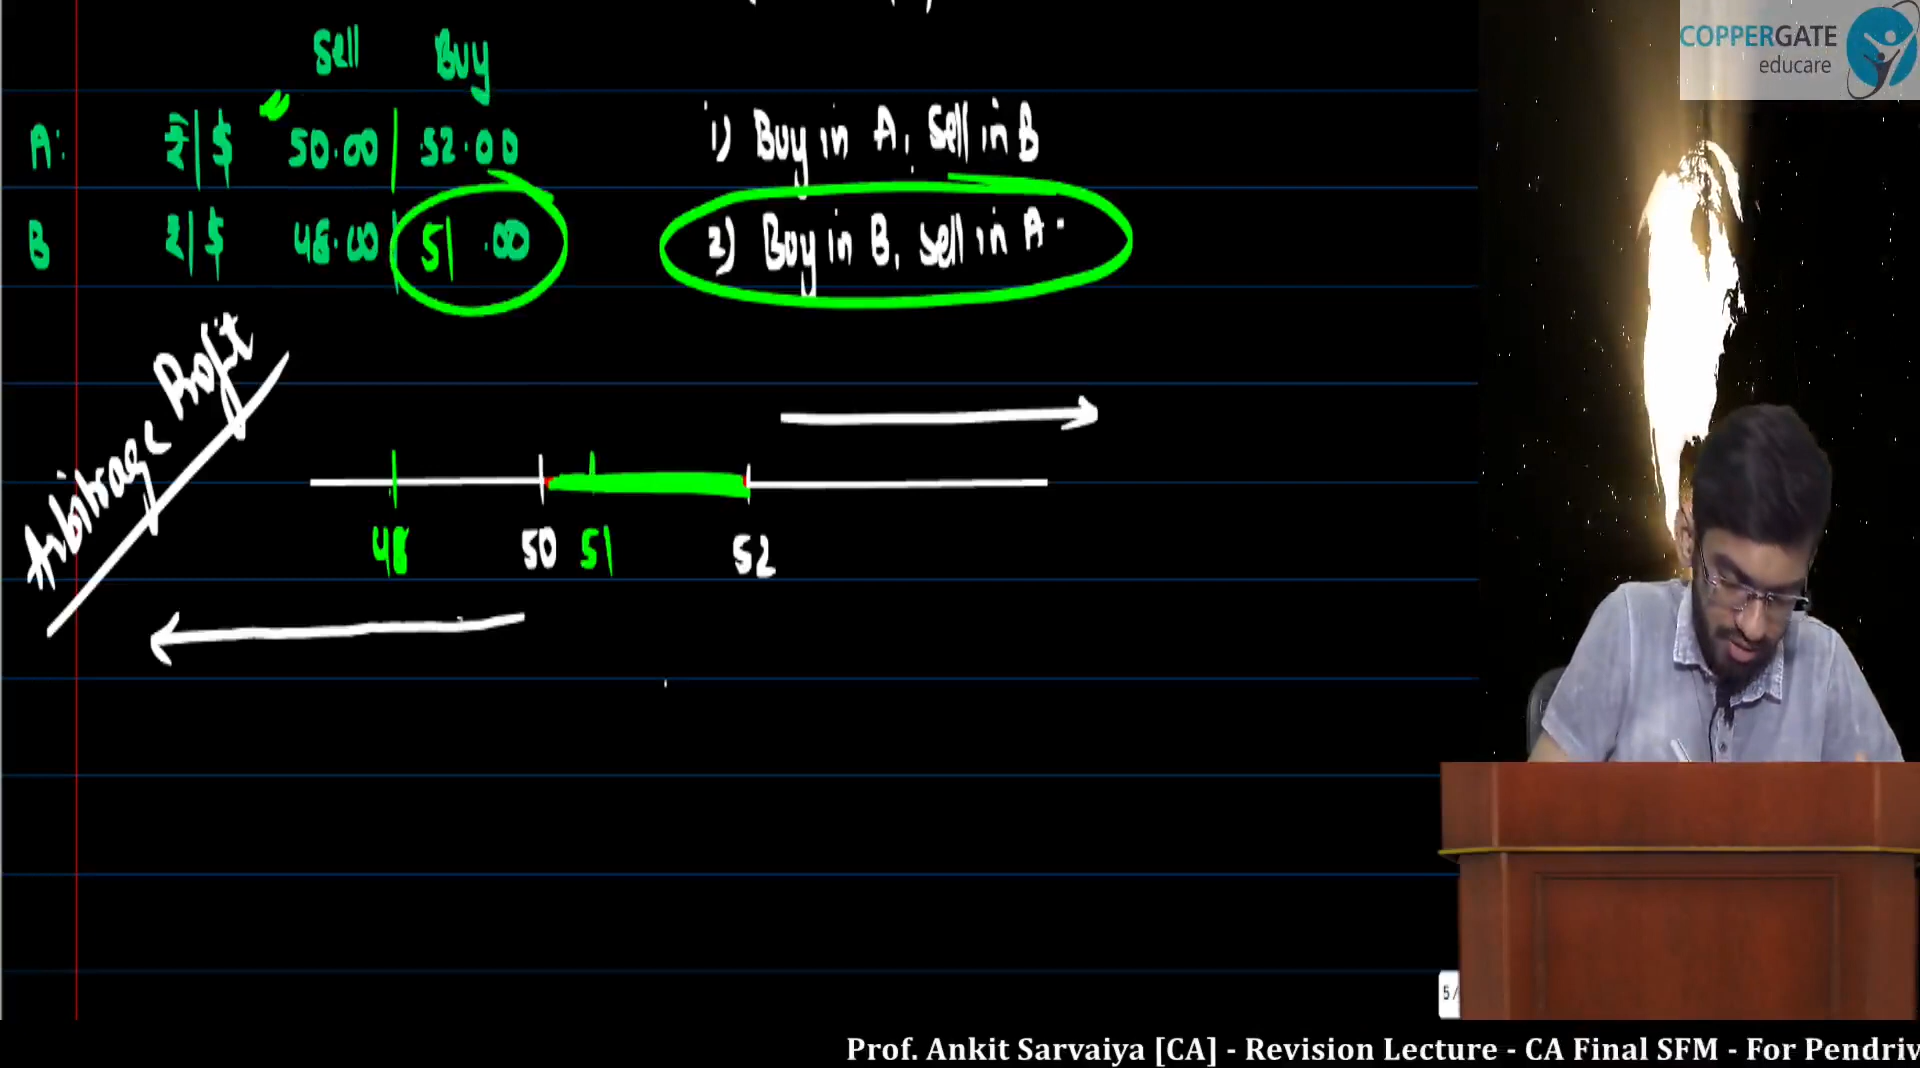 COPPERGATE
educare
Sell Buy
A: ₹|$ 50.00| 52.00
B ₹|$ 48.00| 51.00
1) Buy in A, Sell in B
2) Buy in B, Sell in A.
Arbitrage Profit
48 50 51 52
5/
Prof. Ankit Sarvaiya [CA] - Revision Lecture - CA Final SFM - For Pendriv